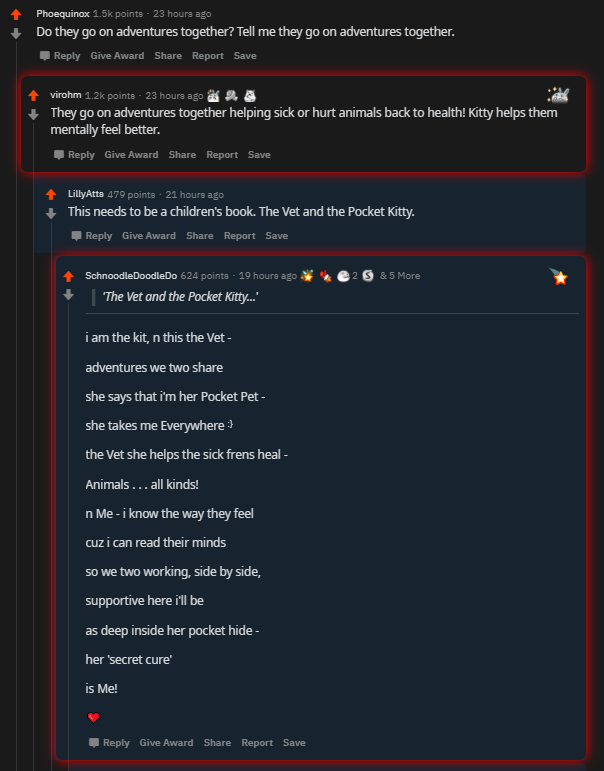 Phoequinox 1.5k points · 23 hours ago
Do they go on adventures together? Tell me they go on adventures together.
Reply Give Award Share Report Save
virohm 1.2k points · 23 hours ago
They go on adventures together helping sick or hurt animals back to health! Kitty helps them
mentally feel better.
Reply Give Award Share Report Save
LillyAtts 479 points · 21 hours ago
This needs to be a children's book. The Vet and the Pocket Kitty.
Reply Give Award Share Report Save
SchnoodleDoodleDo 624 points · 19 hours ago 2 S & 5 More
'The Vet and the Pocket Kitty...'
i am the kit, n this the Vet -
adventures we two share
she says that i'm her Pocket Pet -
she takes me Everywhere :}
the Vet she helps the sick frens heal -
Animals . . . all kinds!
n Me - i know the way they feel
cuz i can read their minds
so we two working, side by side,
supportive here i'll be
as deep inside her pocket hide -
her 'secret cure'
is Me!
Reply Give Award Share Report Save